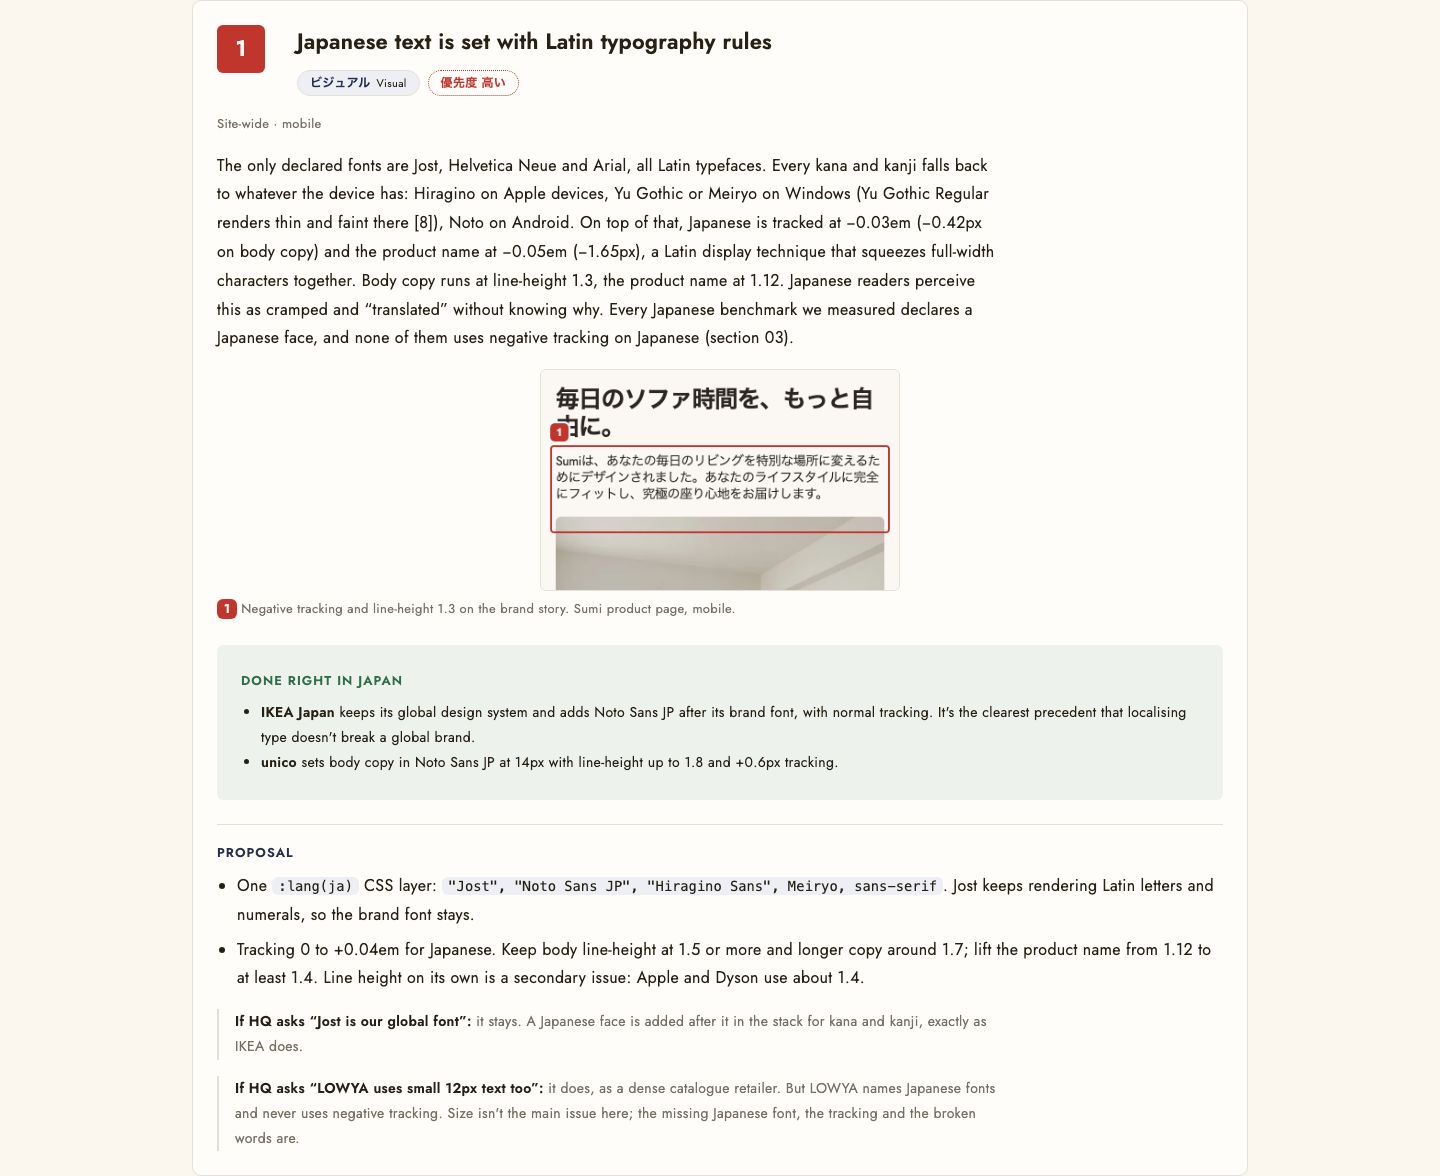 1
Japanese text is set with Latin typography rules
ビジュアル Visual
優先度 高い
Site-wide · mobile
The only declared fonts are Jost, Helvetica Neue and Arial, all Latin typefaces. Every kana and kanji falls back
to whatever the device has: Hiragino on Apple devices, Yu Gothic or Meiryo on Windows (Yu Gothic Regular
renders thin and faint there [8]), Noto on Android. On top of that, Japanese is tracked at −0.03em (−0.42px
on body copy) and the product name at −0.05em (−1.65px), a Latin display technique that squeezes full-width
characters together. Body copy runs at line-height 1.3, the product name at 1.12. Japanese readers perceive
this as cramped and “translated” without knowing why. Every Japanese benchmark we measured declares a
Japanese face, and none of them uses negative tracking on Japanese (section 03).
毎日のソファ時間を、もっと自
由に。
1
Sumiは、あなたの毎日のリビングを特別な場所に変えるた
めにデザインされました。あなたのライフスタイルに完全
にフィットし、究極の座り心地をお届けします。
1 Negative tracking and line-height 1.3 on the brand story. Sumi product page, mobile.
DONE RIGHT IN JAPAN
• IKEA Japan keeps its global design system and adds Noto Sans JP after its brand font, with normal tracking. It's the clearest precedent that localising
type doesn't break a global brand.
• unico sets body copy in Noto Sans JP at 14px with line-height up to 1.8 and +0.6px tracking.
PROPOSAL
• One :lang(ja) CSS layer: "Jost", "Noto Sans JP", "Hiragino Sans", Meiryo, sans-serif. Jost keeps rendering Latin letters and
numerals, so the brand font stays.
• Tracking 0 to +0.04em for Japanese. Keep body line-height at 1.5 or more and longer copy around 1.7; lift the product name from 1.12 to
at least 1.4. Line height on its own is a secondary issue: Apple and Dyson use about 1.4.
If HQ asks “Jost is our global font”: it stays. A Japanese face is added after it in the stack for kana and kanji, exactly as
IKEA does.
If HQ asks “LOWYA uses small 12px text too”: it does, as a dense catalogue retailer. But LOWYA names Japanese fonts
and never uses negative tracking. Size isn't the main issue here; the missing Japanese font, the tracking and the broken
words are.